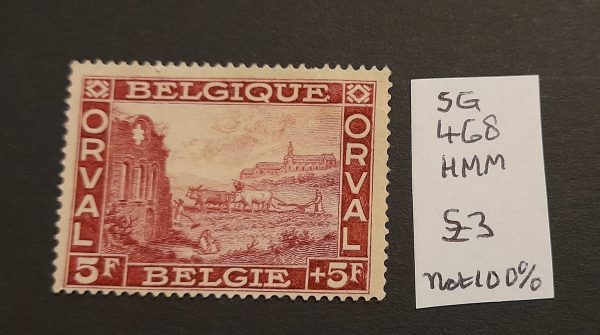 BELGIQUE
ORVAL
ORVAL
5F BELGIE +5F
SG
468
HMM
£3
not 100%